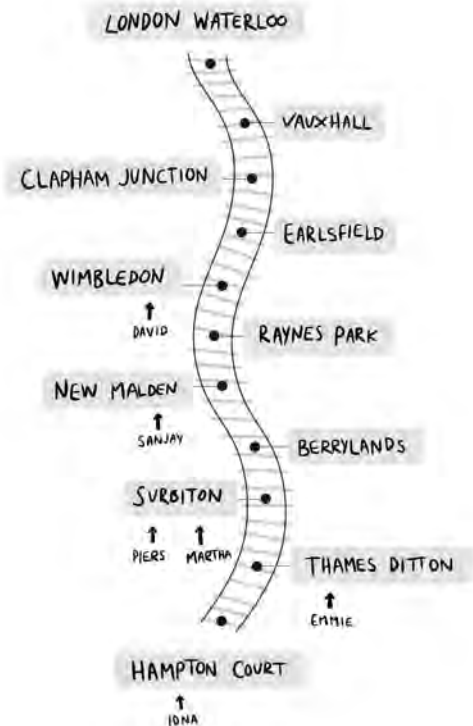 LONDON WATERLOO
VAUXHALL
CLAPHAM JUNCTION
EARLSFIELD
WIMBLEDON
DAVID
RAYNES PARK
NEW MALDEN
SANJAY
BERRYLANDS
SURBITON
PIERS MARTHA
THAMES DITTON
EMMIE
HAMPTON COURT
IONA